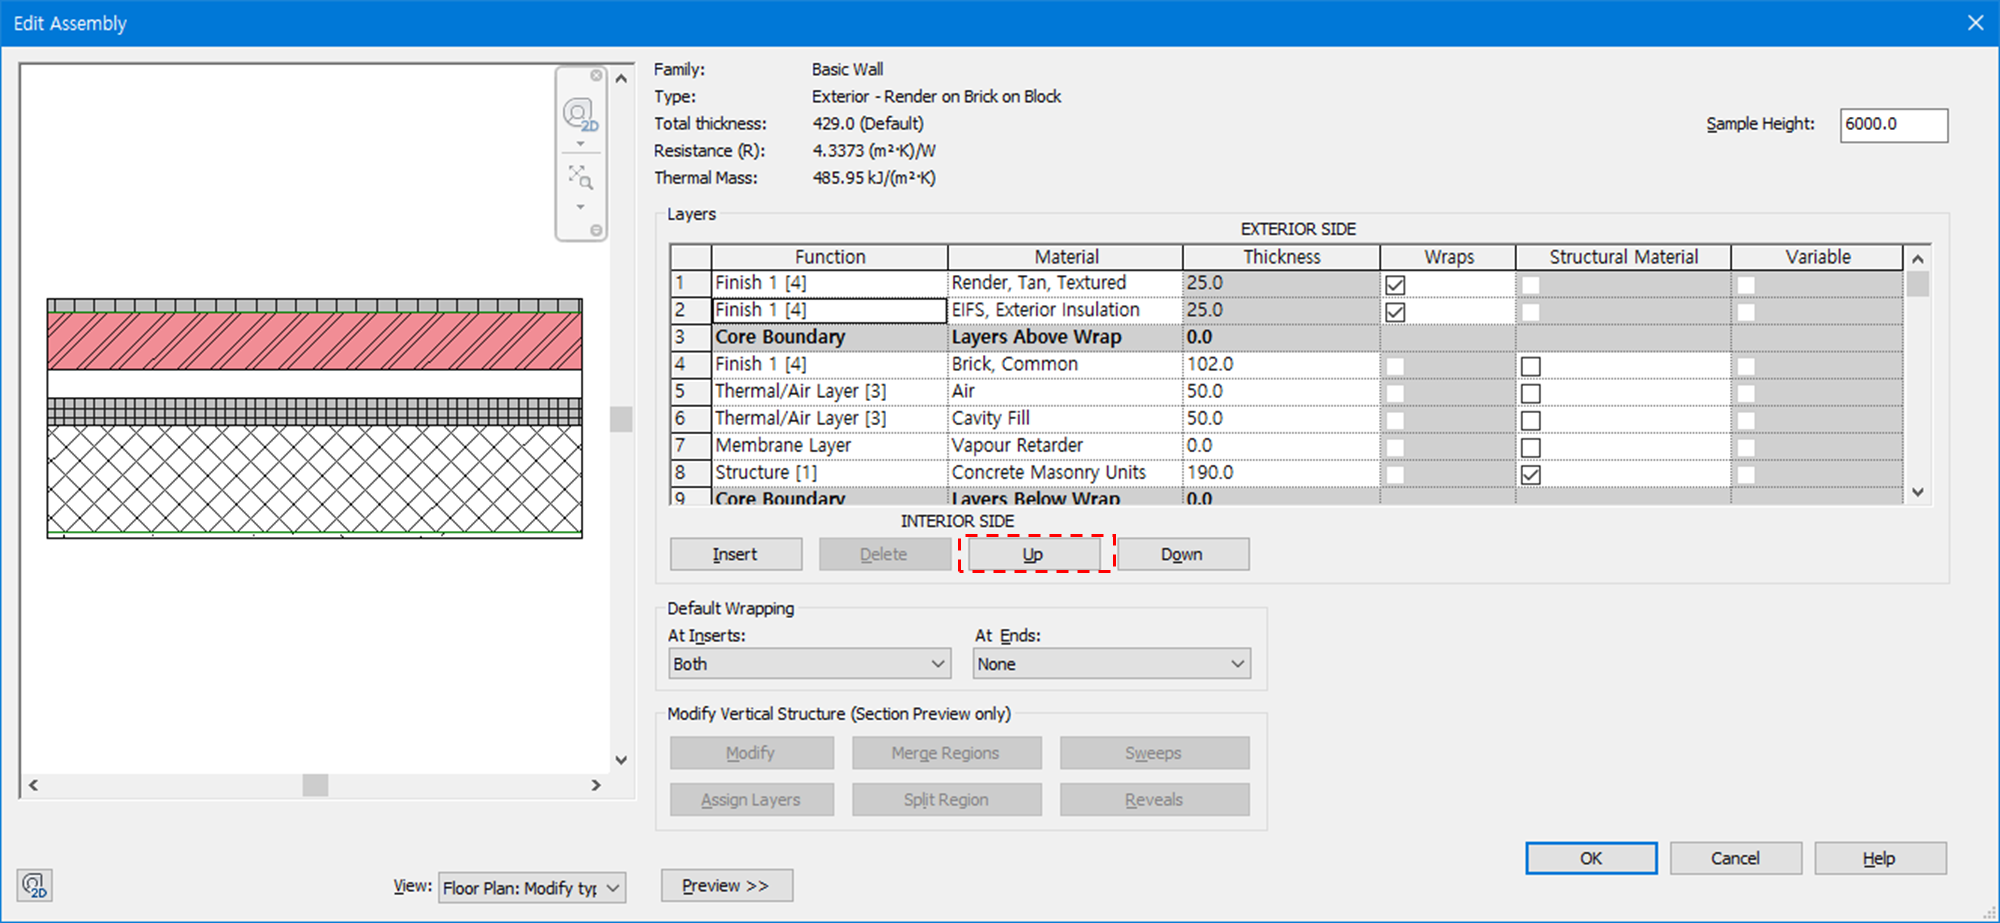 Edit Assembly
Family: Basic Wall
Type: Exterior - Render on Brick on Block
Total thickness: 429.0 (Default)
Sample Height: 6000.0
Resistance (R): 4.3373 (m²·K)/W
Thermal Mass: 485.95 kJ/(m²·K)
2D
Layers
EXTERIOR SIDE
Function Material Thickness Wraps Structural Material Variable
1 Finish 1 [4] Render, Tan, Textured 25.0
2 Finish 1 [4] EIFS, Exterior Insulation 25.0
3 Core Boundary Layers Above Wrap 0.0
4 Finish 1 [4] Brick, Common 102.0
5 Thermal/Air Layer [3] Air 50.0
6 Thermal/Air Layer [3] Cavity Fill 50.0
7 Membrane Layer Vapour Retarder 0.0
8 Structure [1] Concrete Masonry Units 190.0
9 Core Boundary Layers Below Wrap 0.0
INTERIOR SIDE
Insert Delete Up Down
Default Wrapping
At Inserts: At Ends:
Both None
Modify Vertical Structure (Section Preview only)
Modify Merge Regions Sweeps
Assign Layers Split Region Reveals
OK Cancel Help
2D View: Floor Plan: Modify typ Preview >>